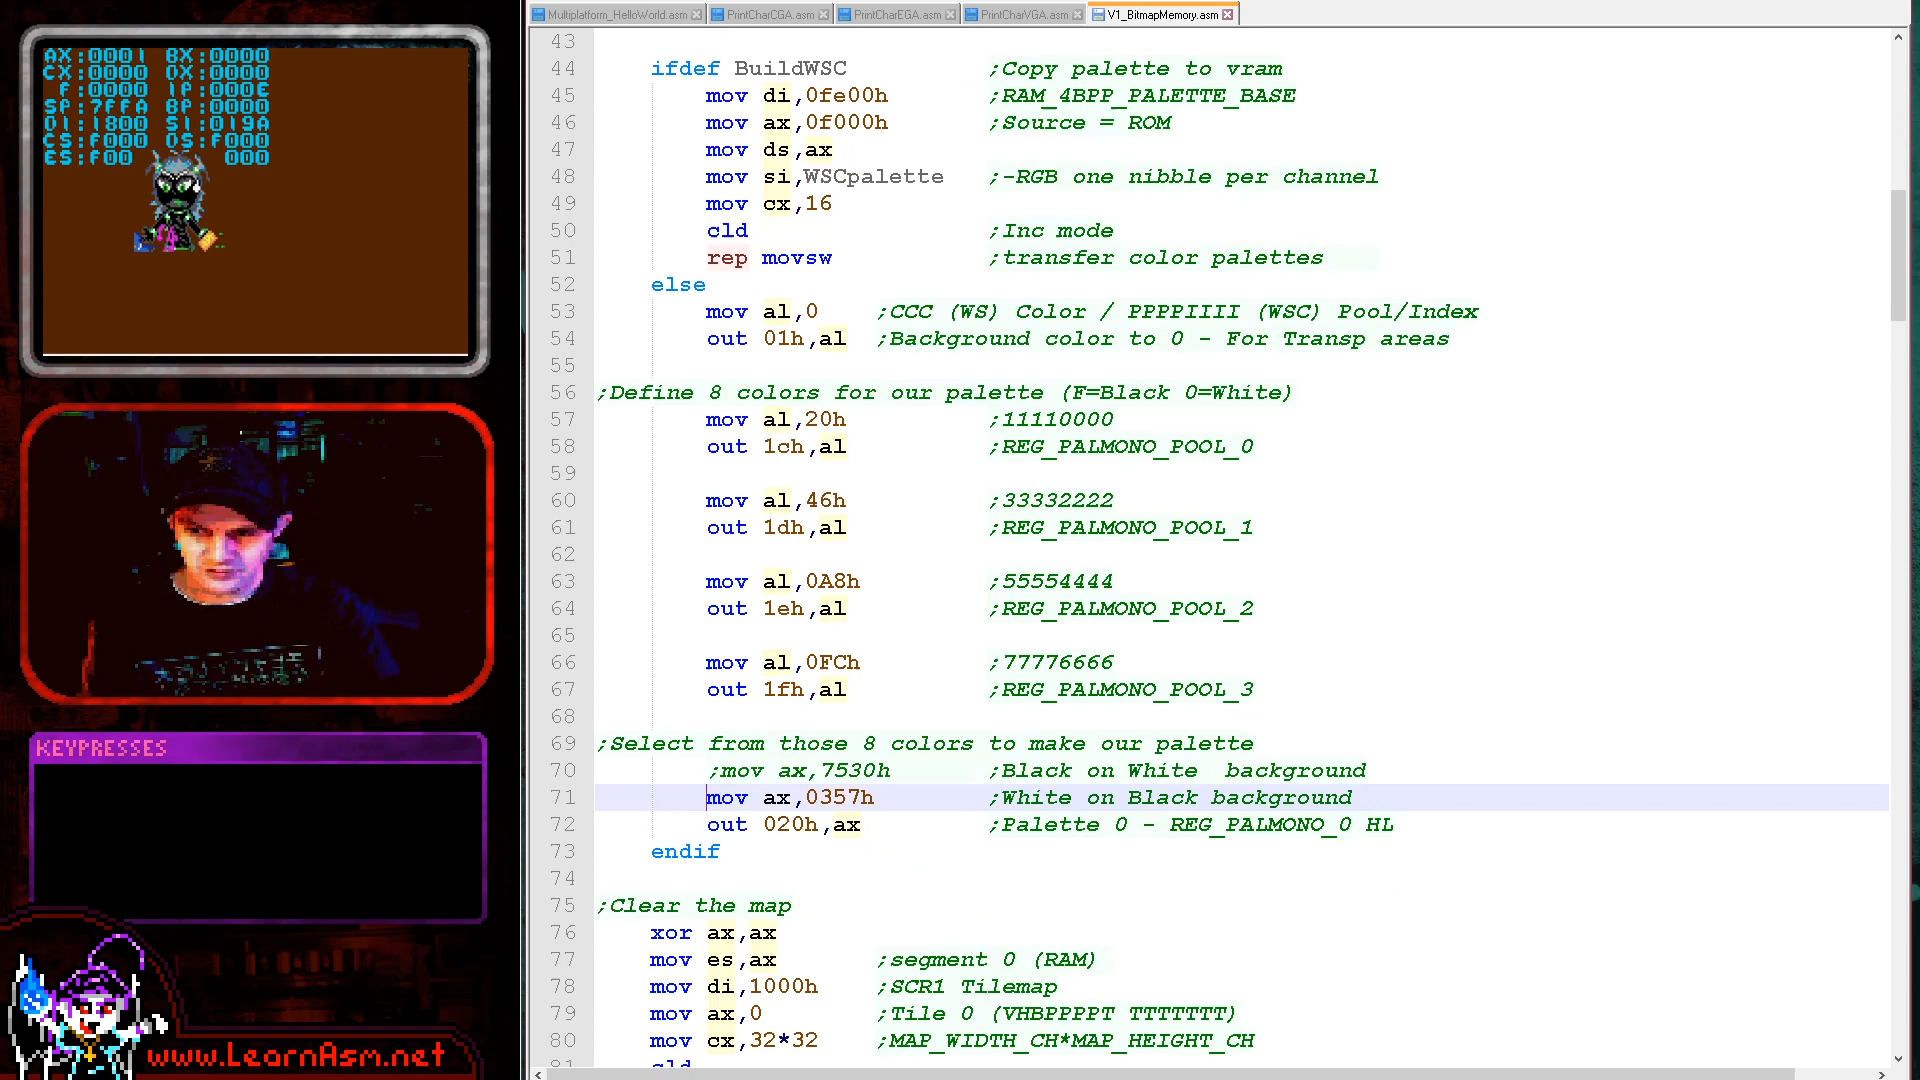 Multiplatform_HelloWorld.asm PrintCharCGA.asm PrintCharEGA.asm PrintCharVGA.asm V1_BitmapMemory.asm
AX:0001 BX:0000
CX:0000 DX:0000
F:0000 IP:000E
SP:7FFA BP:0000
DI:1800 SI:019A
CS:F000 DS:F000
ES:F00 000
KEYPRESSES
www.LearnAsm.net
43
44 ifdef BuildWSC ;Copy palette to vram
45 mov di,0fe00h ;RAM_4BPP_PALETTE_BASE
46 mov ax,0f000h ;Source = ROM
47 mov ds,ax
48 mov si,WSCpalette ;-RGB one nibble per channel
49 mov cx,16
50 cld ;Inc mode
51 rep movsw ;transfer color palettes
52 else
53 mov al,0 ;CCC (WS) Color / PPPPIIII (WSC) Pool/Index
54 out 01h,al ;Background color to 0 - For Transp areas
55
56 ;Define 8 colors for our palette (F=Black 0=White)
57 mov al,20h ;11110000
58 out 1ch,al ;REG_PALMONO_POOL_0
59
60 mov al,46h ;33332222
61 out 1dh,al ;REG_PALMONO_POOL_1
62
63 mov al,0A8h ;55554444
64 out 1eh,al ;REG_PALMONO_POOL_2
65
66 mov al,0FCh ;77776666
67 out 1fh,al ;REG_PALMONO_POOL_3
68
69 ;Select from those 8 colors to make our palette
70 ;mov ax,7530h ;Black on White background
71 mov ax,0357h ;White on Black background
72 out 020h,ax ;Palette 0 - REG_PALMONO_0 HL
73 endif
74
75 ;Clear the map
76 xor ax,ax
77 mov es,ax ;segment 0 (RAM)
78 mov di,1000h ;SCR1 Tilemap
79 mov ax,0 ;Tile 0 (VHBPPPPT TTTTTTT)
80 mov cx,32*32 ;MAP_WIDTH_CH*MAP_HEIGHT_CH
81 cld